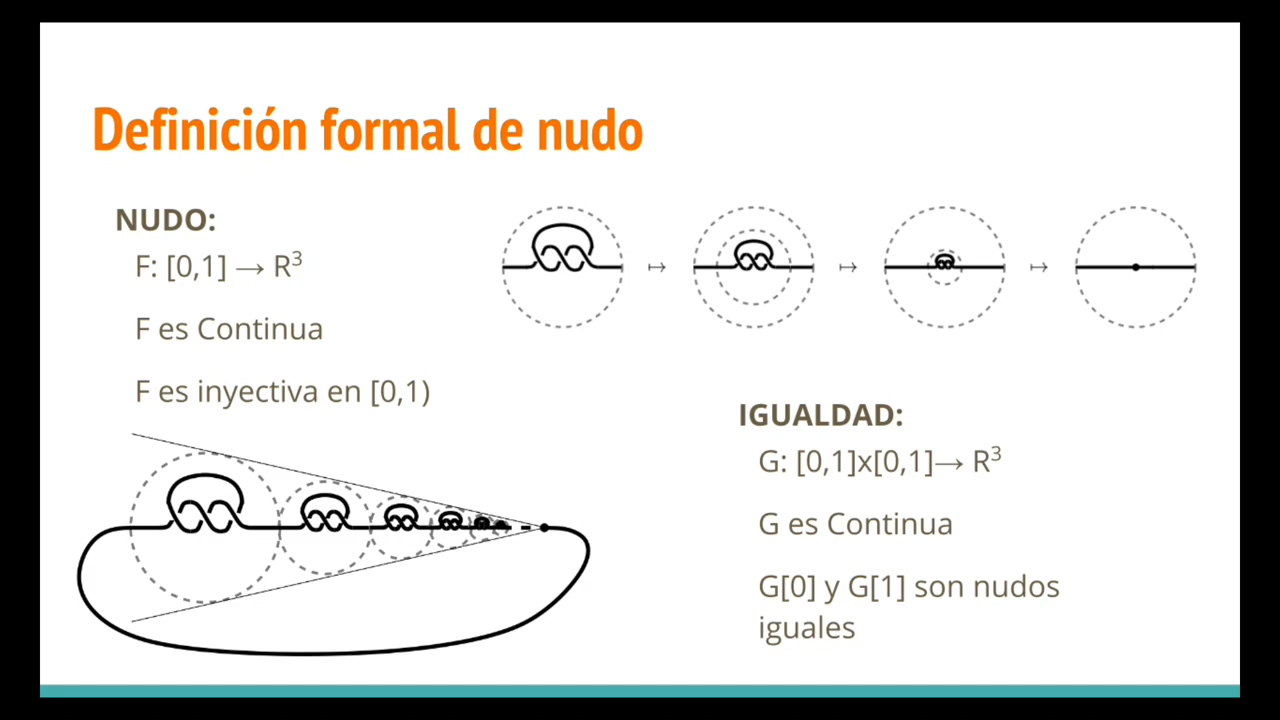 Definición formal de nudo
NUDO:
F: [0,1] → R³
F es Continua
F es inyectiva en [0,1)
IGUALDAD:
G: [0,1]x[0,1]→ R³
G es Continua
G[0] y G[1] son nudos
iguales